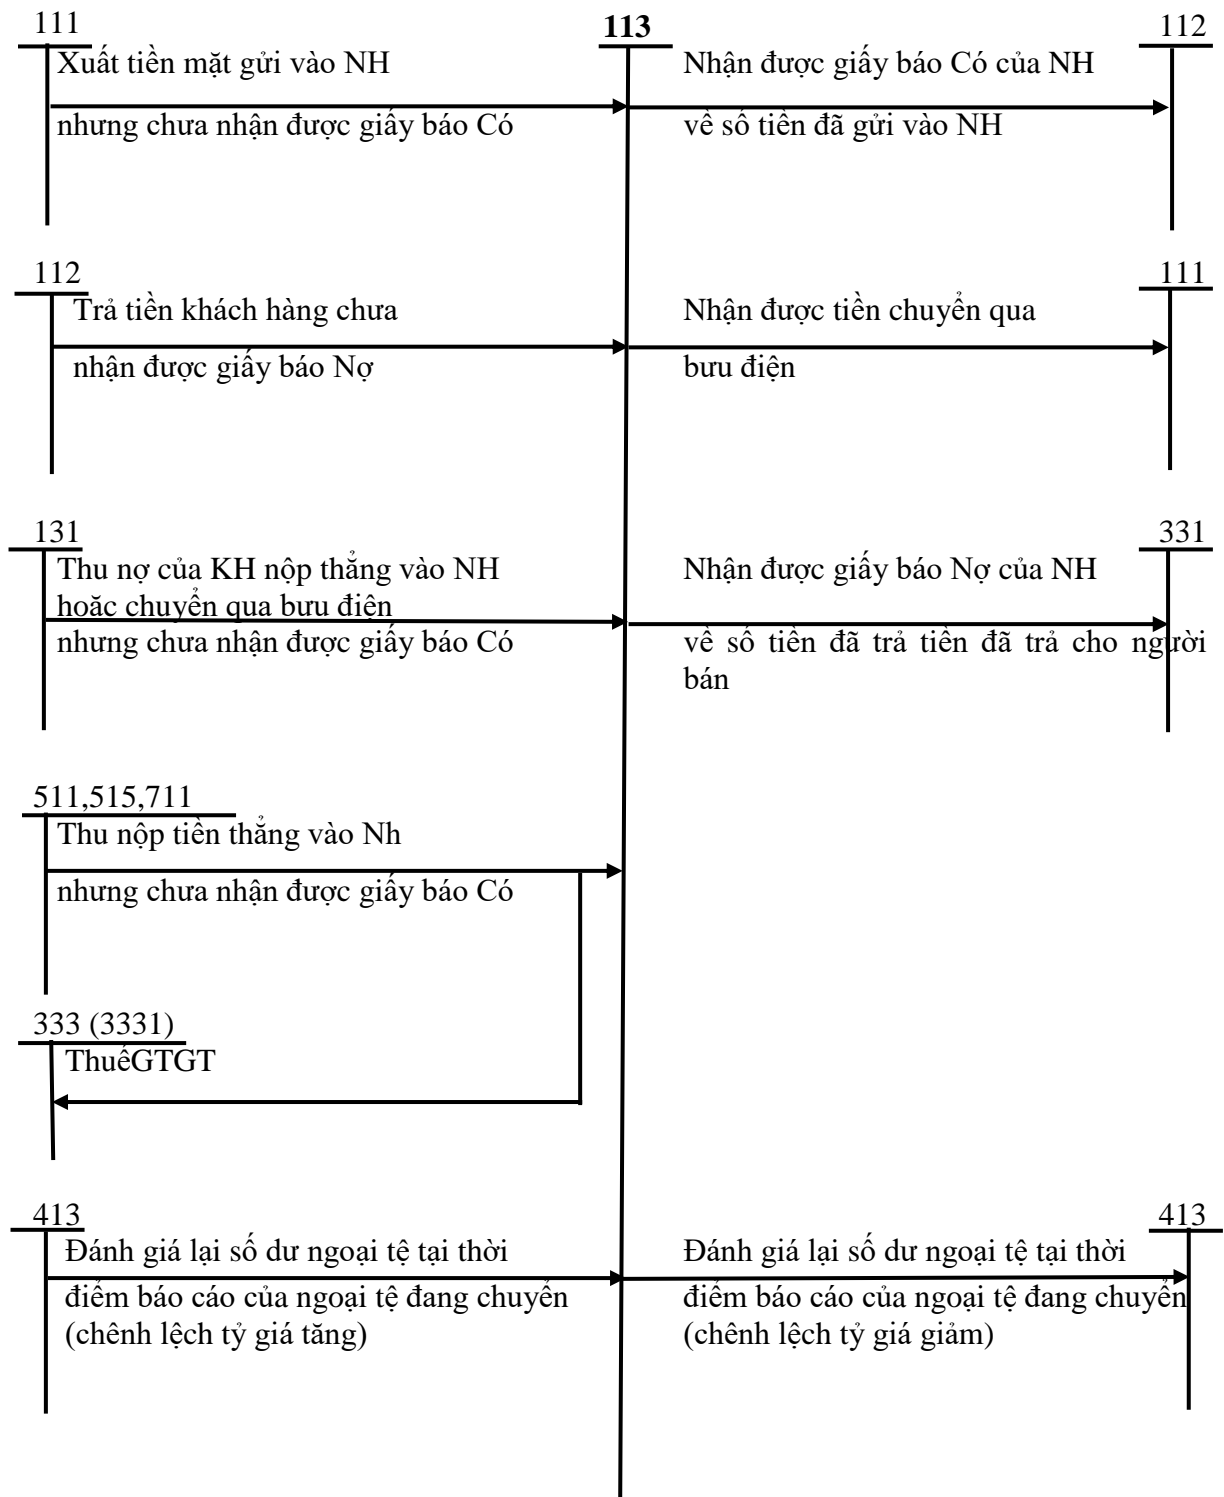 111
113
112
Xuất tiền mặt gửi vào NH
Nhận được giấy báo Có của NH
nhưng chưa nhận được giấy báo Có
về số tiền đã gửi vào NH
112
111
Trả tiền khách hàng chưa
Nhận được tiền chuyển qua
nhận được giấy báo Nợ
bưu điện
131
331
Thu nợ của KH nộp thẳng vào NH
Nhận được giấy báo Nợ của NH
hoặc chuyển qua bưu điện
nhưng chưa nhận được giấy báo Có
về số tiền đã trả tiền đã trả cho người
bán
511,515,711
Thu nộp tiền thẳng vào Nh
nhưng chưa nhận được giấy báo Có
333 (3331)
ThuếGTGT
413
413
Đánh giá lại số dư ngoại tệ tại thời
Đánh giá lại số dư ngoại tệ tại thời
điểm báo cáo của ngoại tệ đang chuyển
điểm báo cáo của ngoại tệ đang chuyển
(chênh lệch tỷ giá tăng)
(chênh lệch tỷ giá giảm)